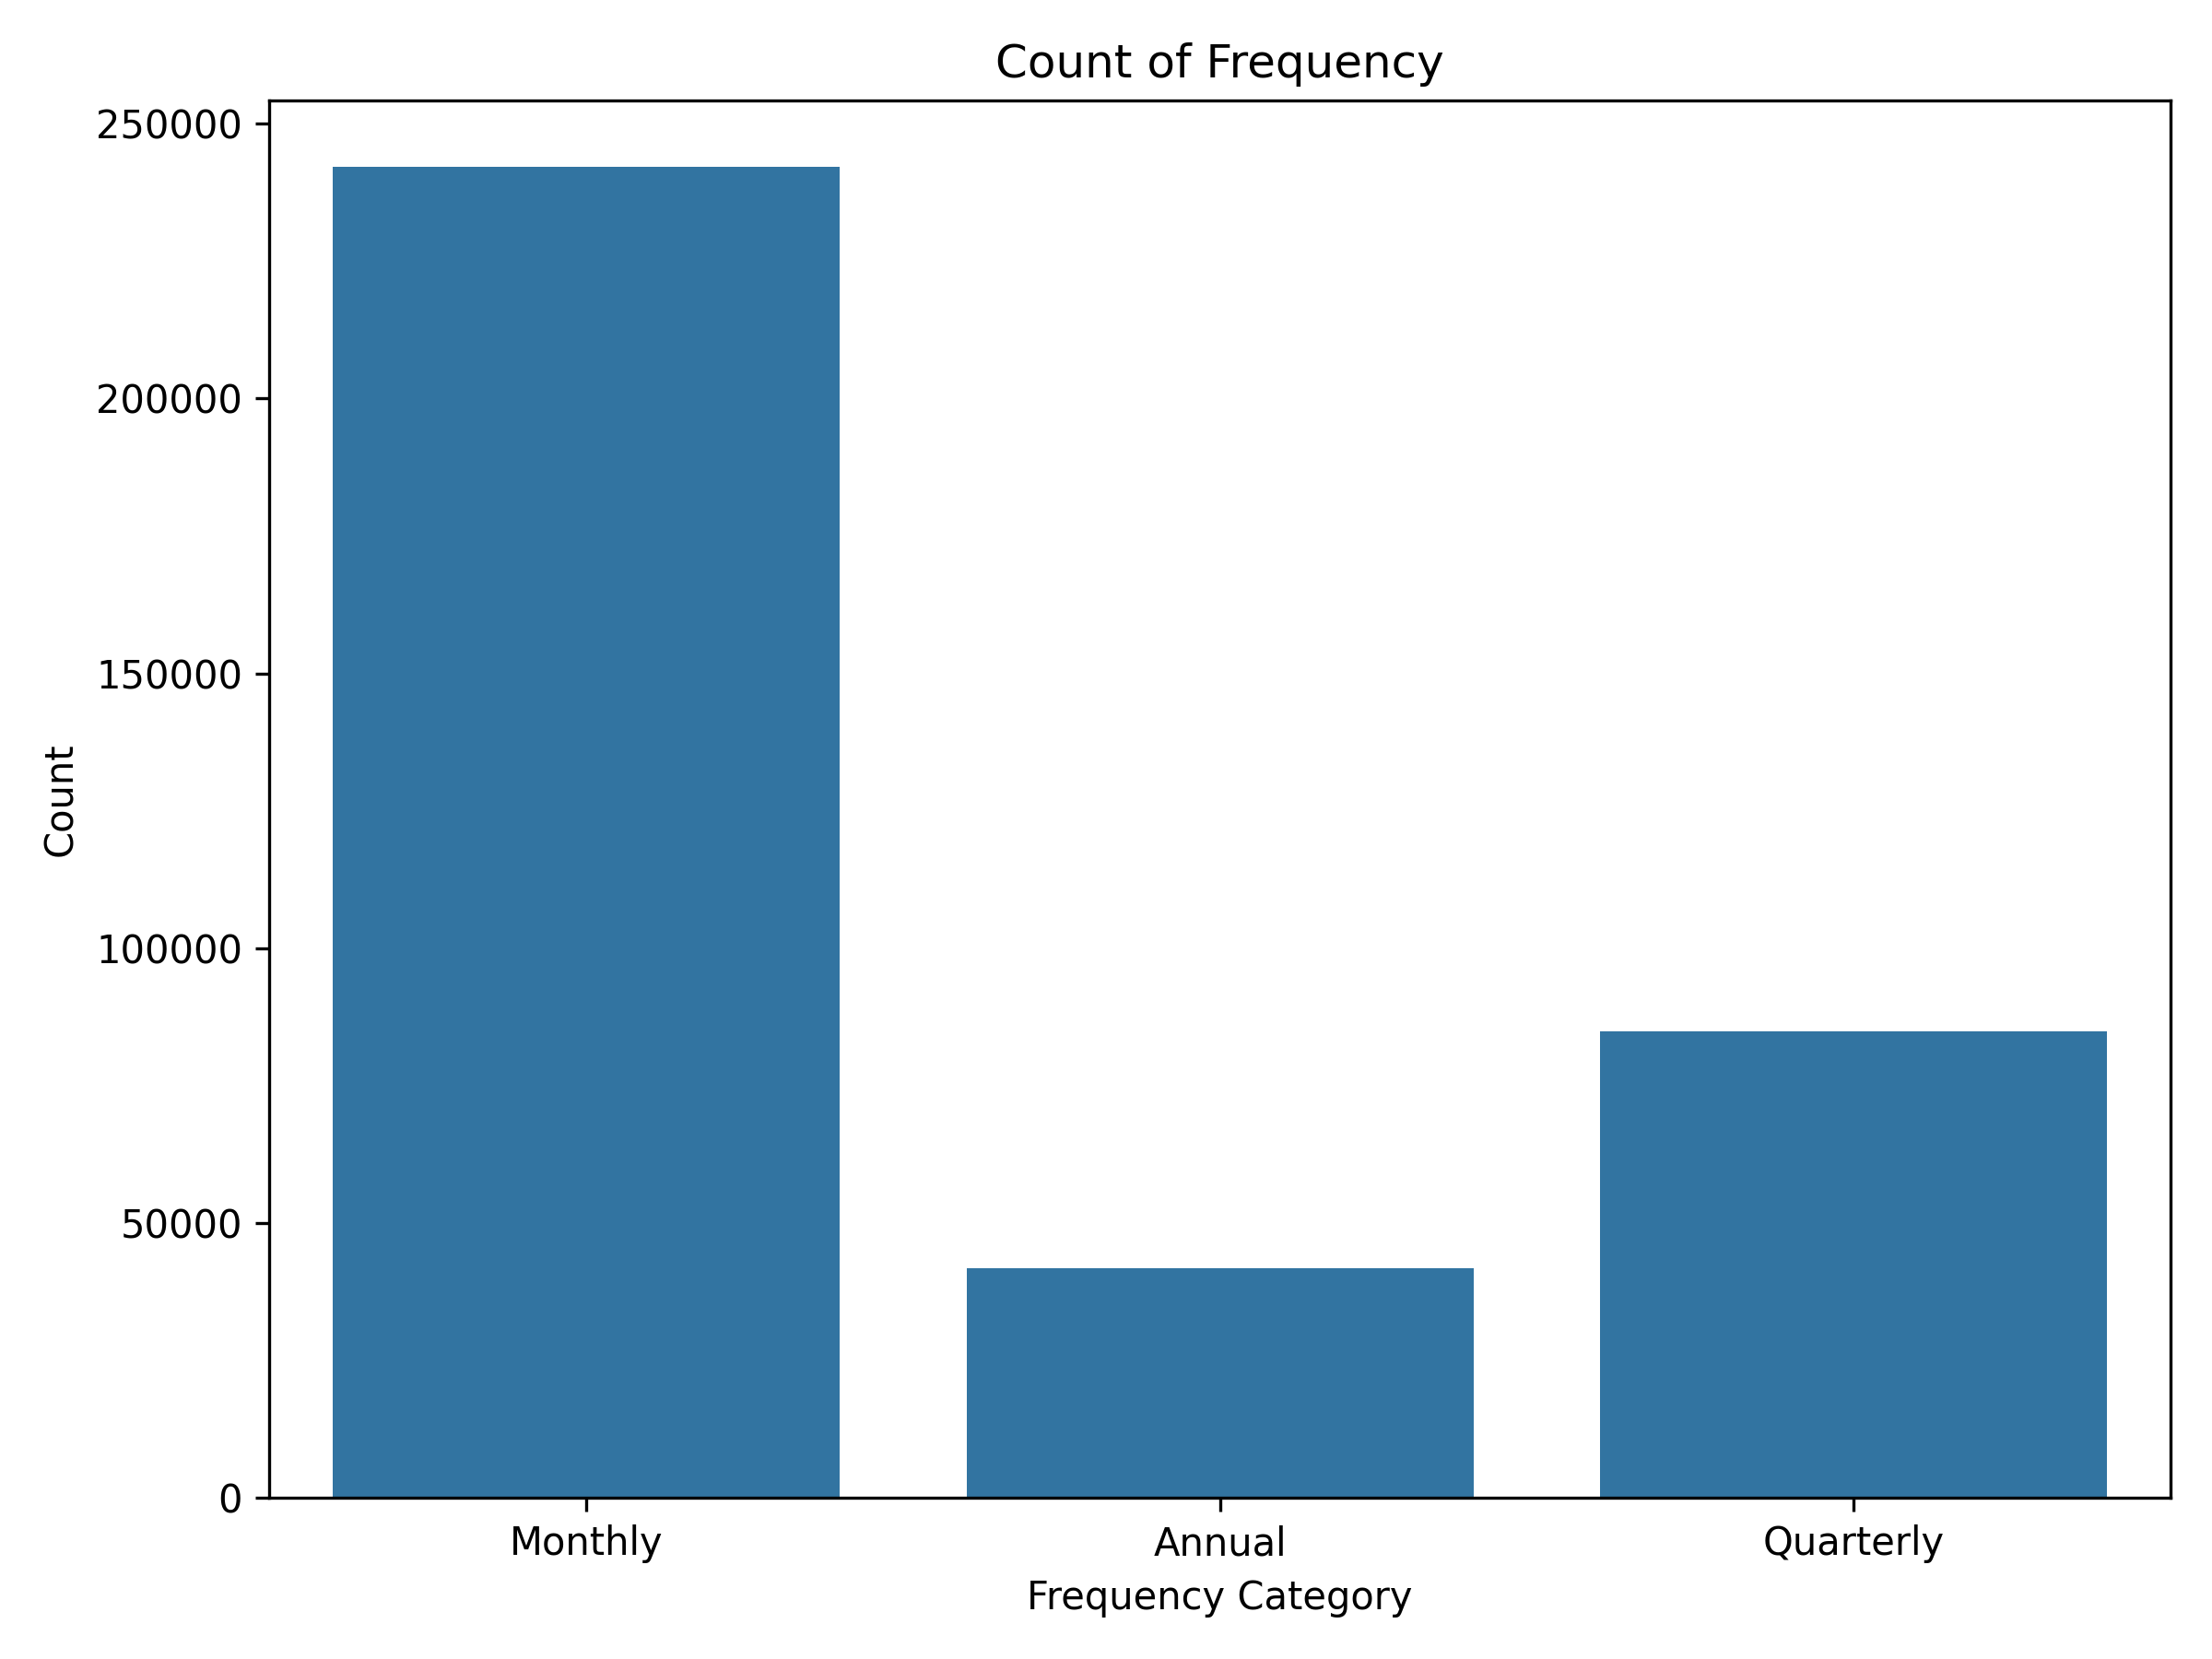 Count of Frequency
250000
200000
150000
100000
50000
0
Count
Monthly
Annual
Quarterly
Frequency Category